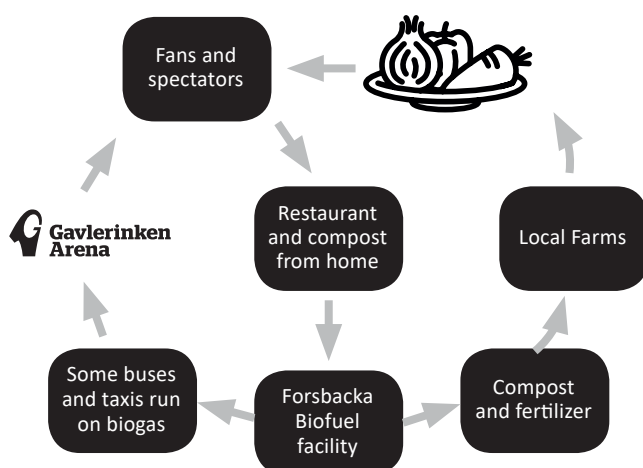 Fans and
spectators
Gavlerinken
Arena
Restaurant
and compost
from home
Local Farms
Some buses
and taxis run
on biogas
Forsbacka
Biofuel
facility
Compost
and fertilizer